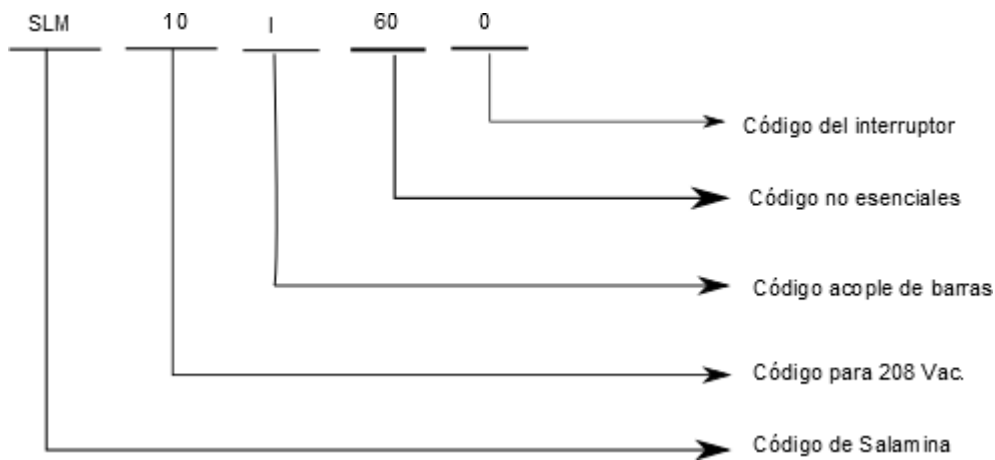 SLM 10 I 60 0
Código del interruptor
Código no esenciales
Código acople de barras
Código para 208 Vac.
Código de Salamina